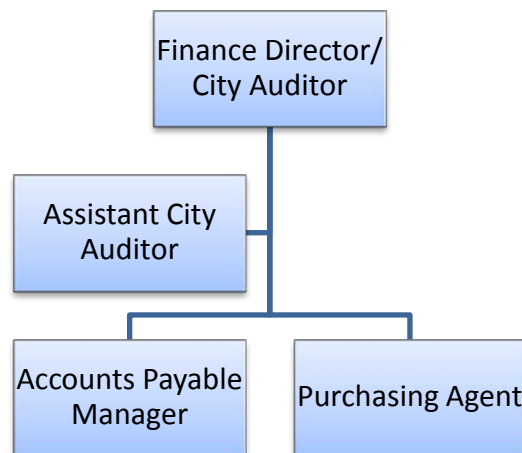 Finance Director/
City Auditor
Assistant City
Auditor
Accounts Payable
Manager
Purchasing Agent